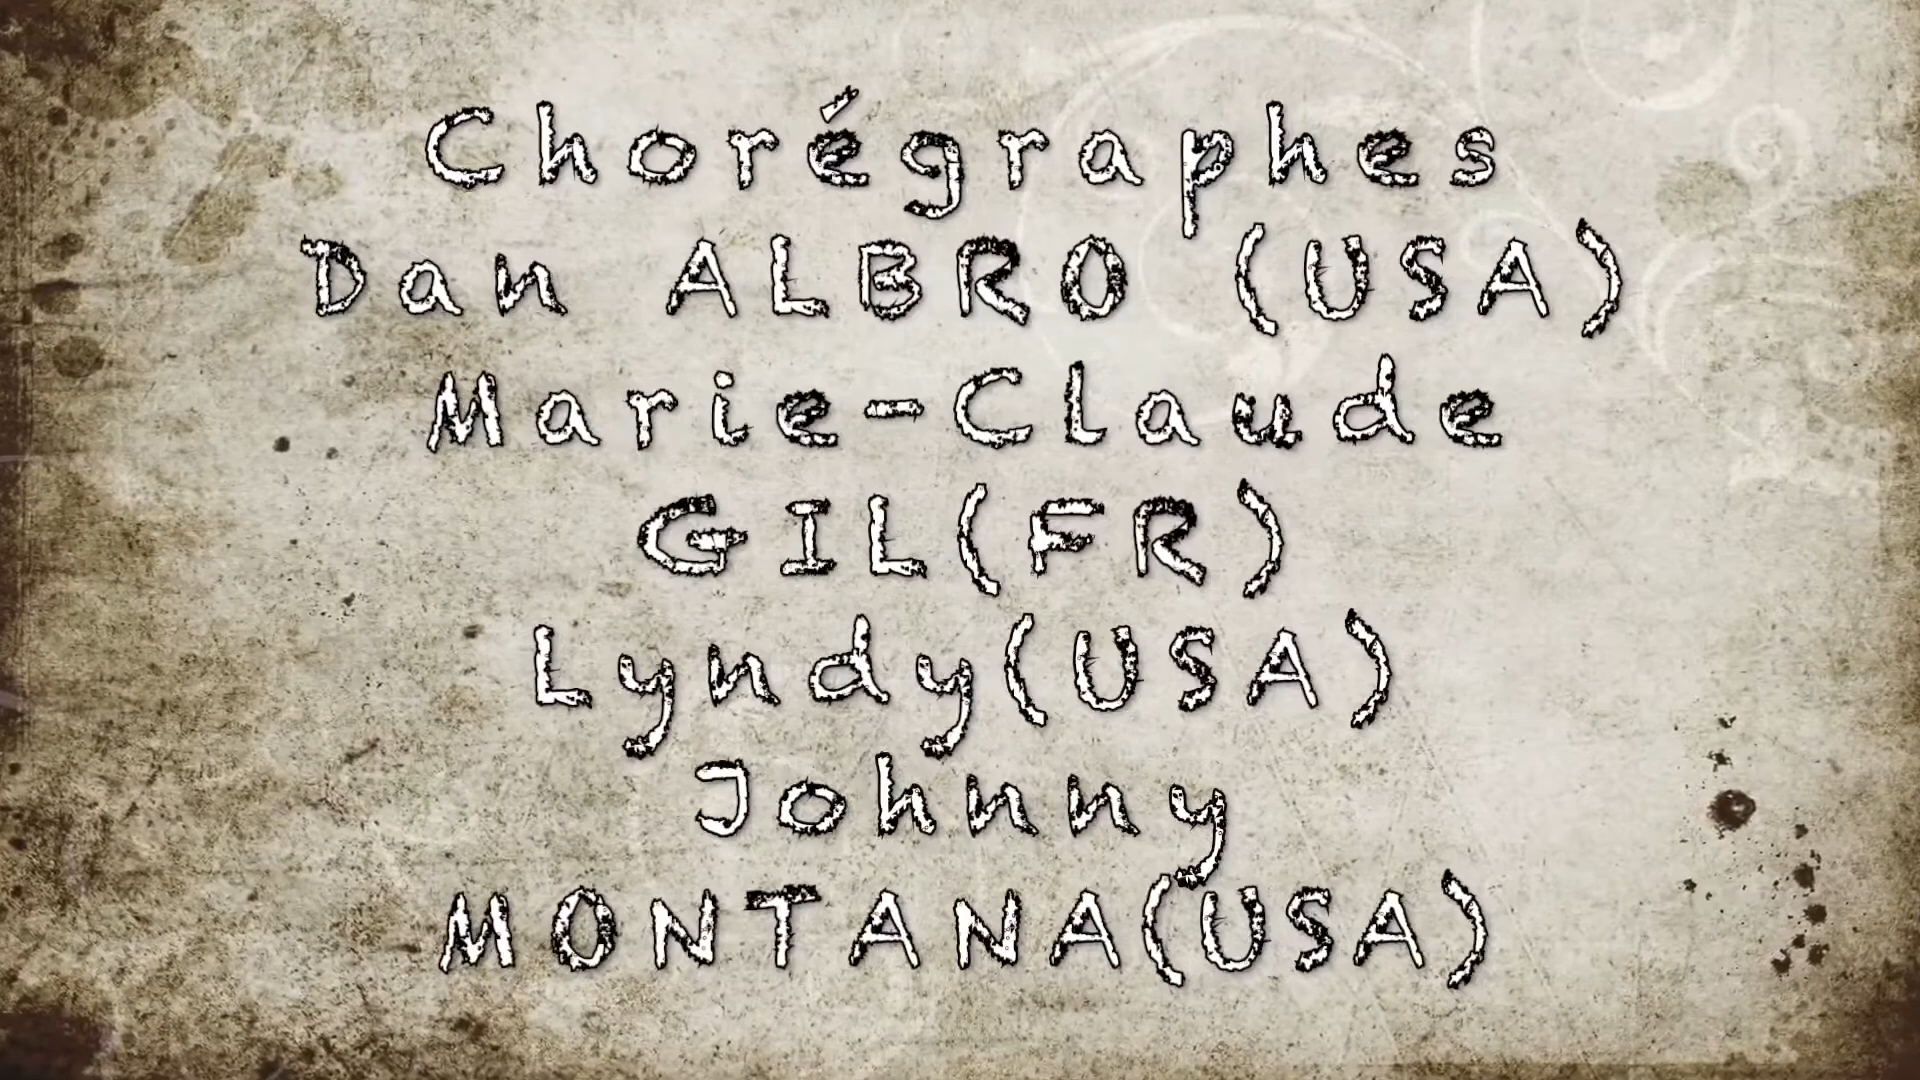 Chorégraphes
Dan ALBRO (USA)
Marie-Claude
GIL(FR)
Lyndy(USA)
Johnny
MONTANA(USA)